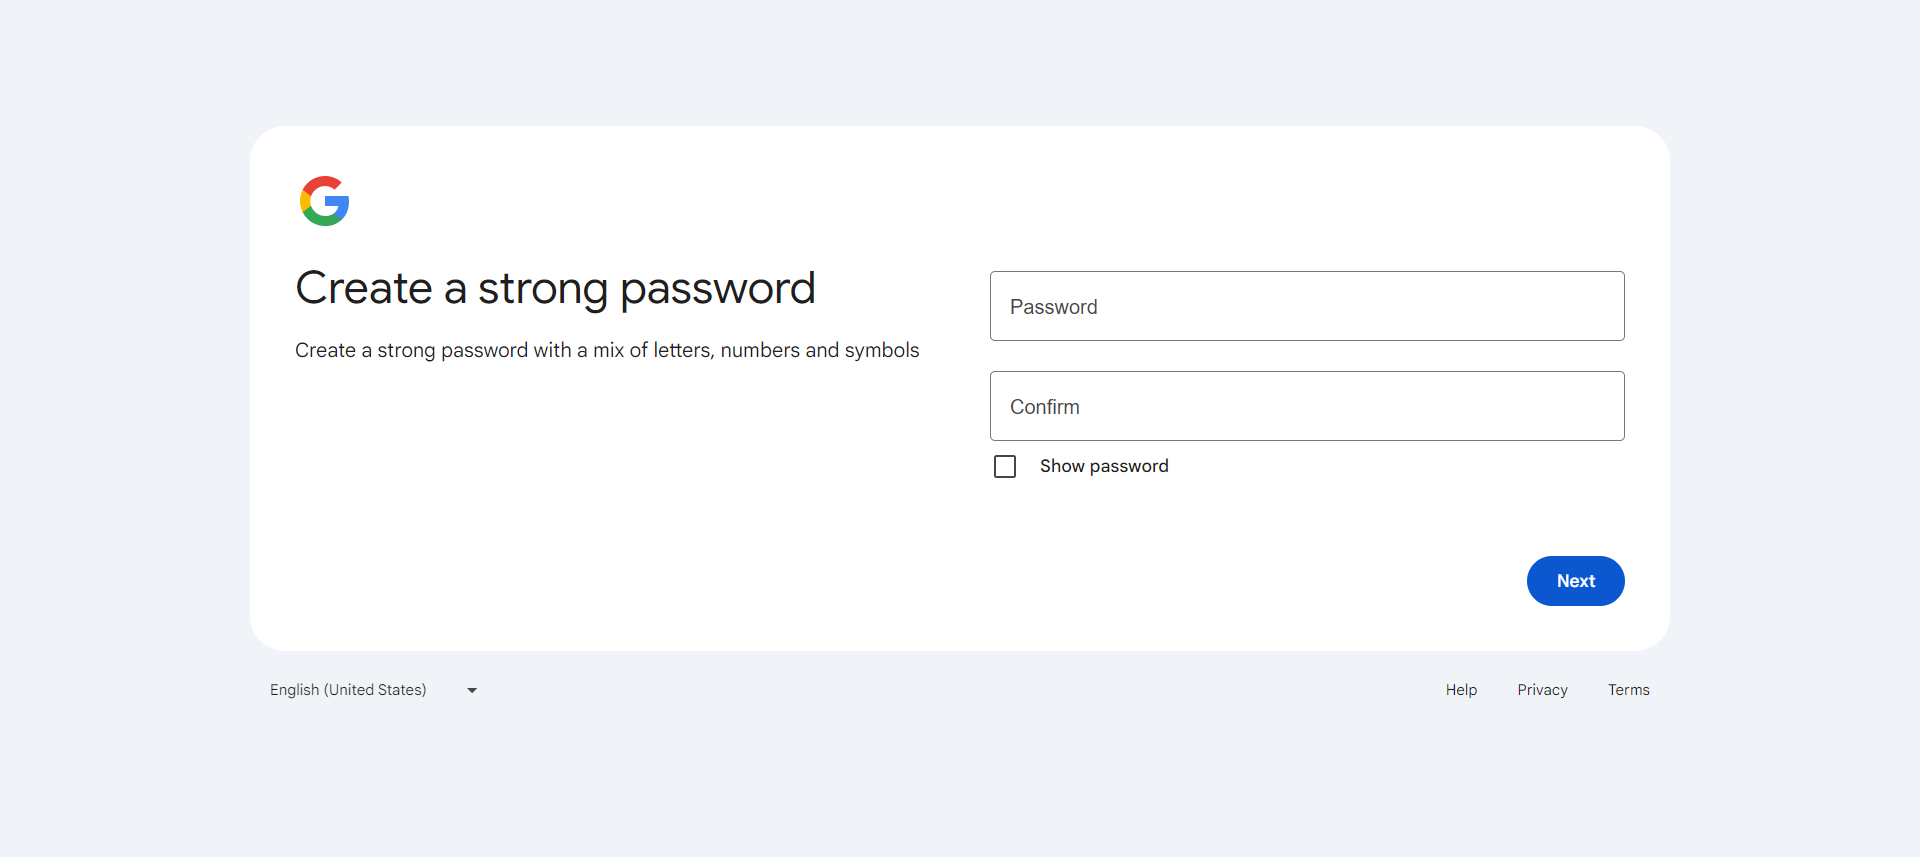 Create a strong password
Create a strong password with a mix of letters, numbers and symbols
Password
Confirm
Show password
Next
English (United States)
Help
Privacy
Terms